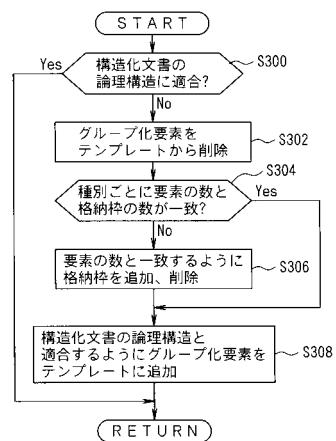 START
構造化文書の
論理構造に適合?
S300
Yes
No
グループ化要素を
テンプレートから削除
S302
S304
種別ごとに要素の数と
格納枠の数が一致?
Yes
No
要素の数と一致するように
格納枠を追加、削除
S306
構造化文書の論理構造と
適合するようにグループ化要素を
テンプレートに追加
S308
RETURN